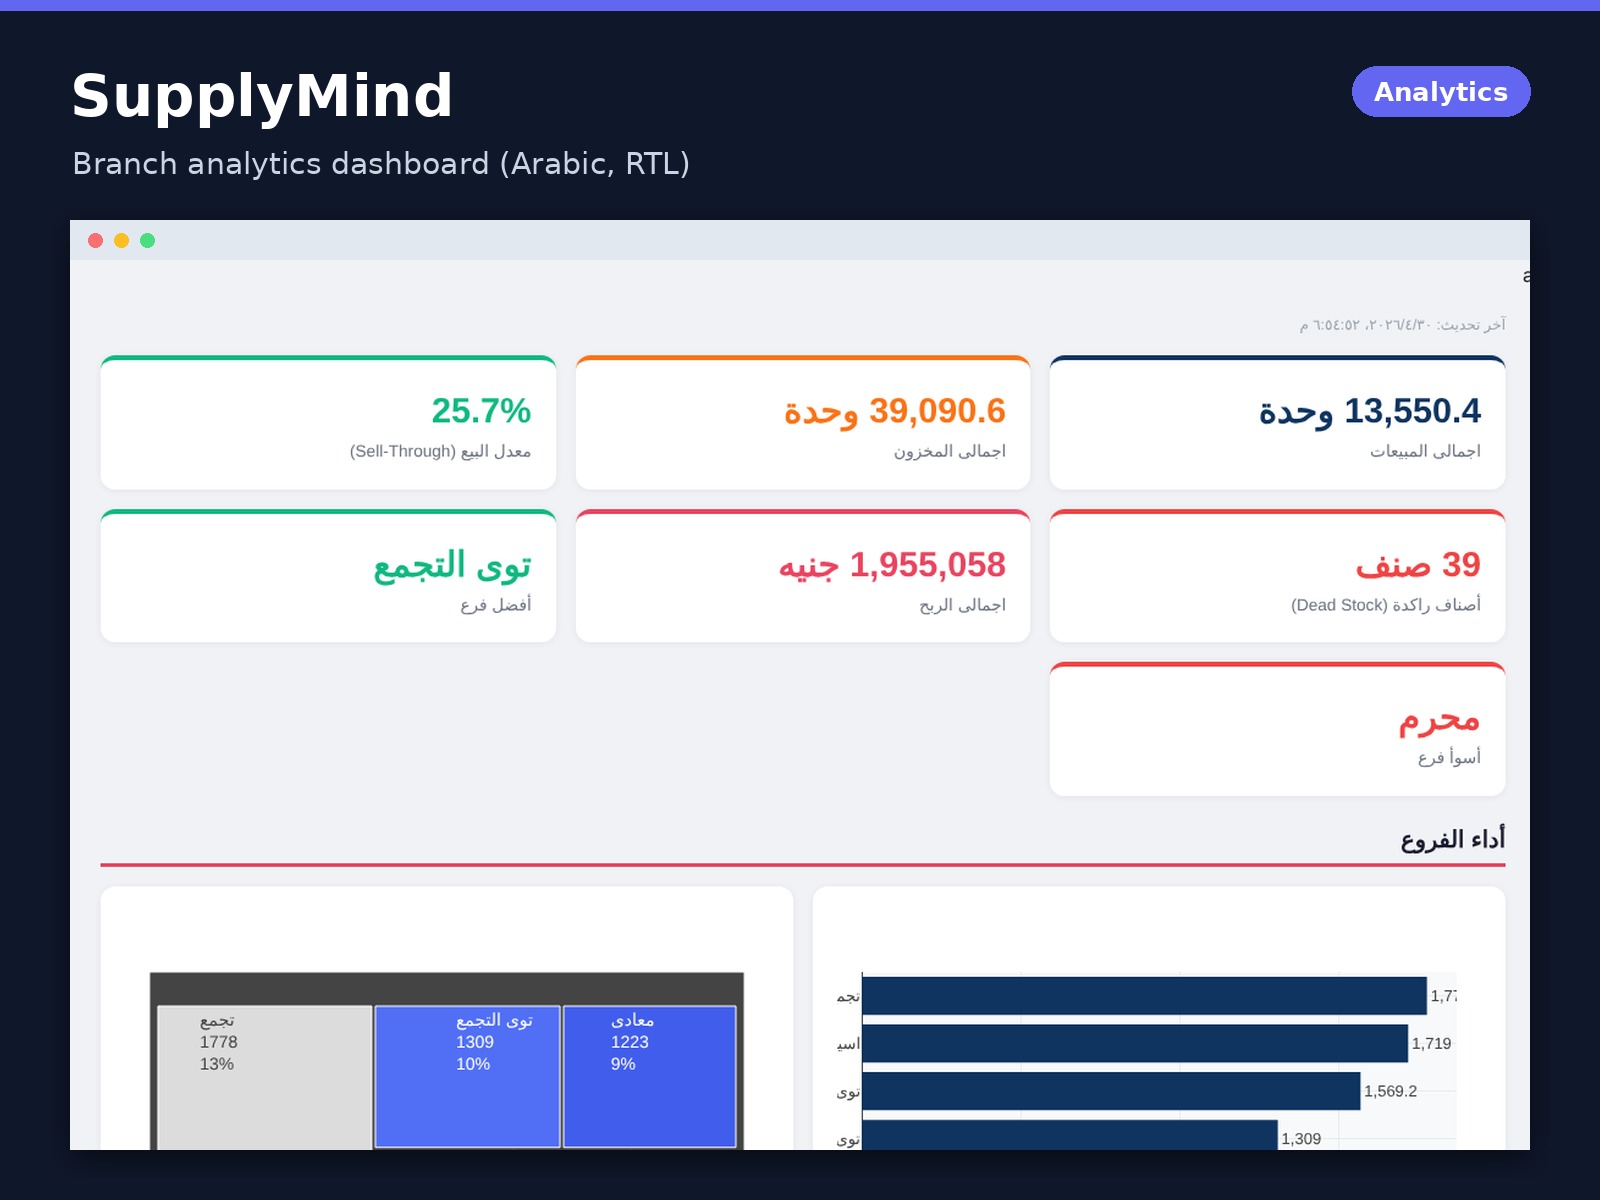 SupplyMind
Analytics
Branch analytics dashboard (Arabic, RTL)
آخر تحديث: ٢٠٢٦/٤/٣٠، ٦:٥٤:٥٢ م
13,550.4 وحدة
اجمالى المبيعات
39,090.6 وحدة
اجمالى المخزون
25.7%
معدل البيع (Sell-Through)
39 صنف
أصناف راكدة (Dead Stock)
1,955,058 جنيه
اجمالى الربح
توى التجمع
أفضل فرع
محرم
أسوأ فرع
أداء الفروع
1,719
توى
1,569.2
توى
1,309
معادى
1223
9%
توى التجمع
1309
10%
تجمع
1778
13%